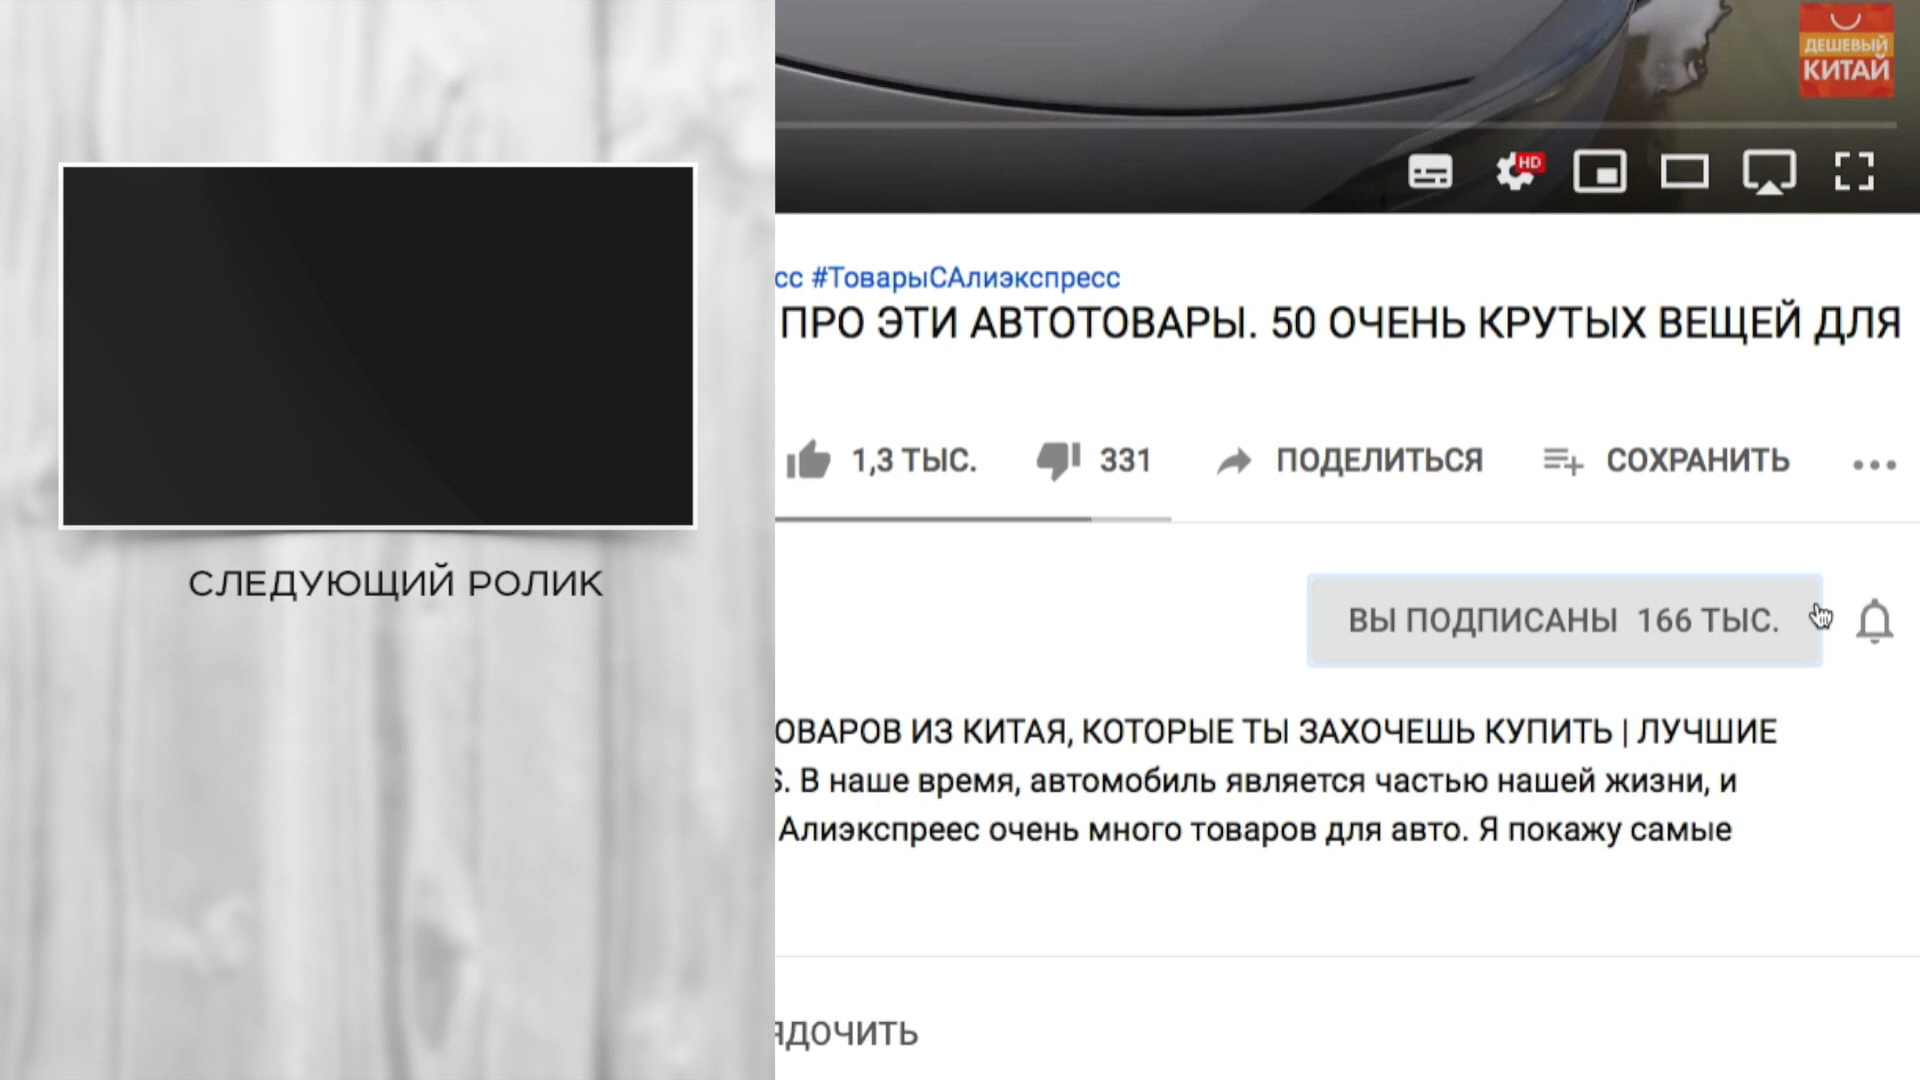 ДЕШЕВЫЙ
КИТАЙ
HD
сс #ТоварыСАлиэкспресс
ПРО ЭТИ АВТОТОВАРЫ. 50 ОЧЕНЬ КРУТЫХ ВЕЩЕЙ ДЛЯ
1,3 ТЫС. 331 ПОДЕЛИТЬСЯ СОХРАНИТЬ
СЛЕДУЮЩИЙ РОЛИК
ВЫ ПОДПИСАНЫ 166 ТЫС.
ОВАРОВ ИЗ КИТАЯ, КОТОРЫЕ ТЫ ЗАХОЧЕШЬ КУПИТЬ | ЛУЧШИЕ
S. В наше время, автомобиль является частью нашей жизни, и
Алиэкспреес очень много товаров для авто. Я покажу самые
ЯДОЧИТЬ